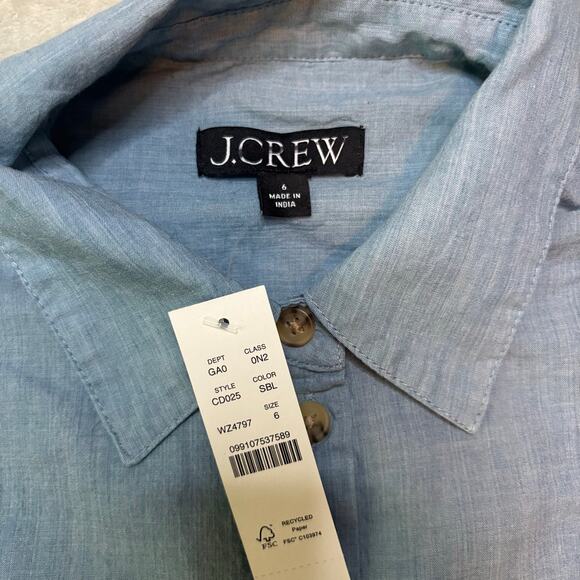 J.CREW
6
MADE IN
INDIA
DEPT CLASS
GA0 0N2
STYLE COLOR
CD025 SBL
SIZE
WZ4797 6
099107537589
FSC
RECYCLED
Paper
FSC® C103974